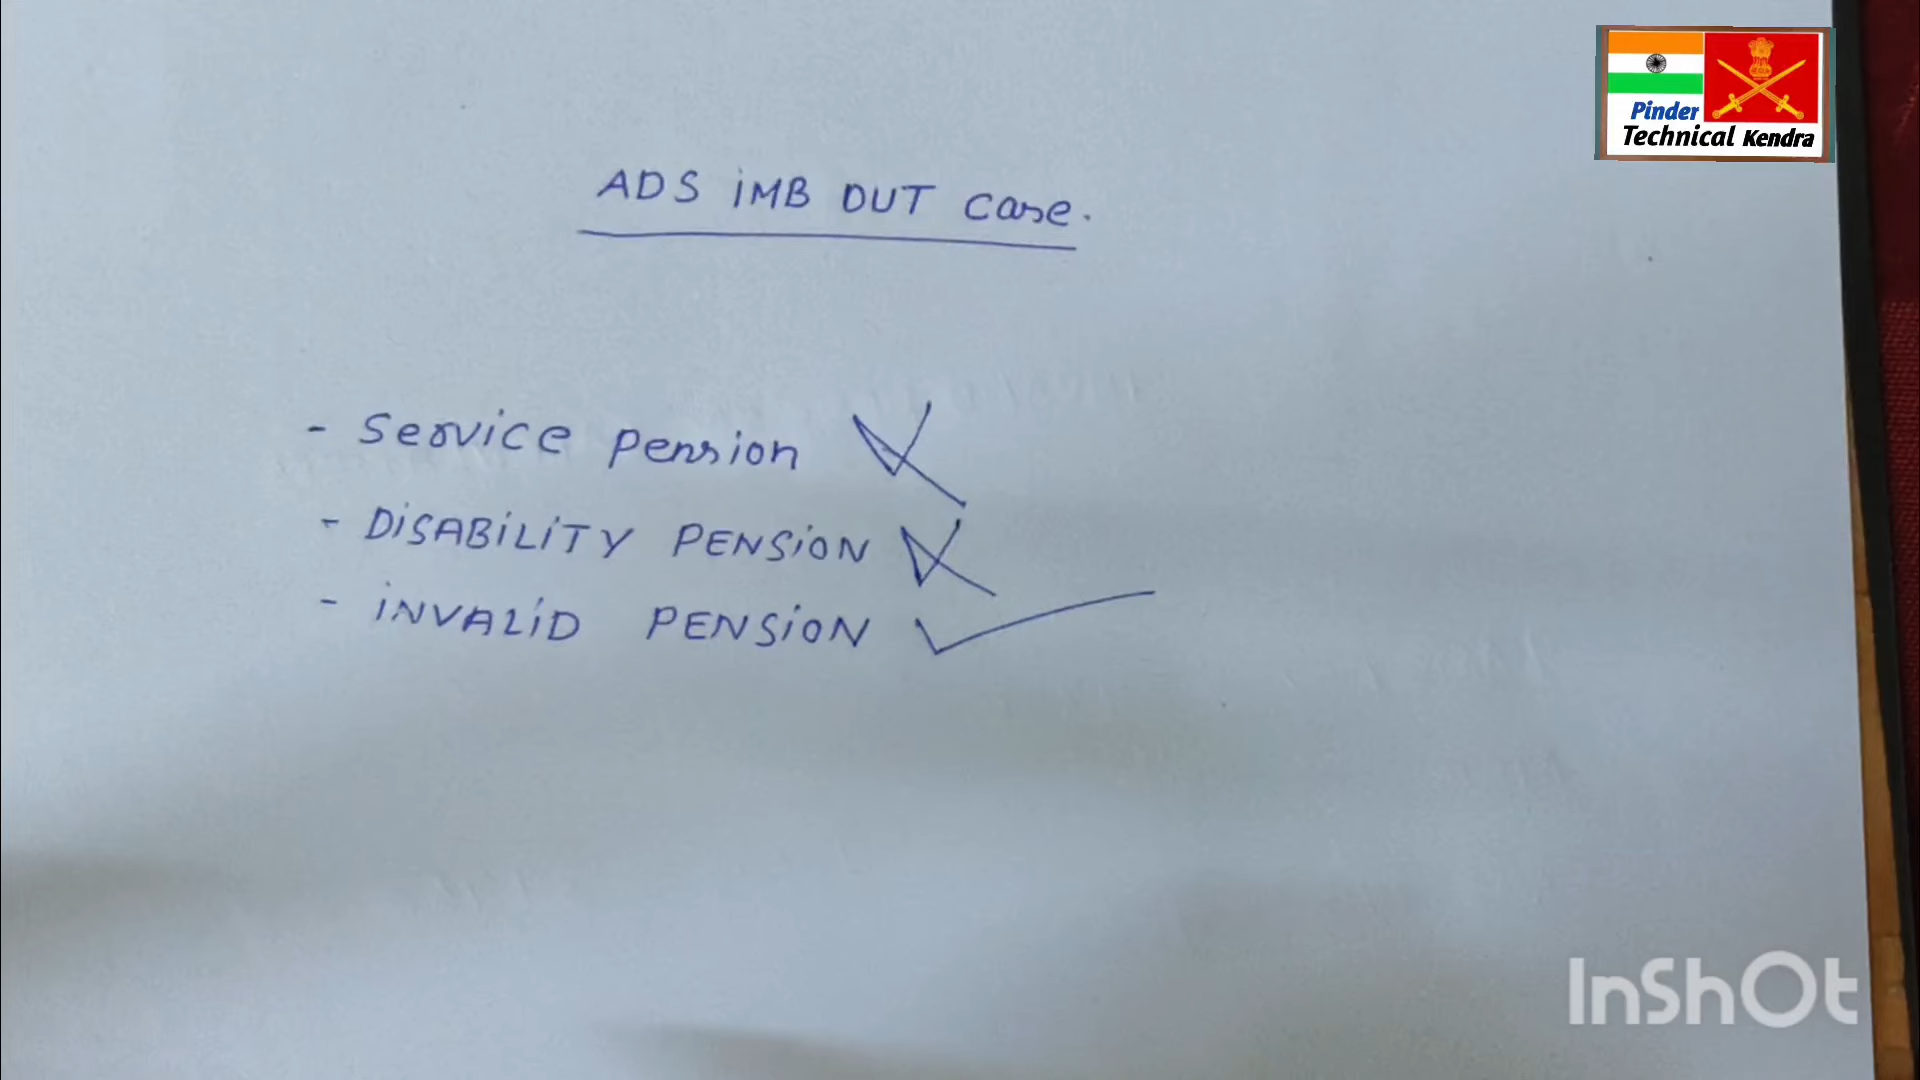 Pinder
Technical Kendra
ADS iMB OUT Case.
- Service Pension
- DiSABiLiTY PENSiON
- iNVALiD PENSiON
InShOt